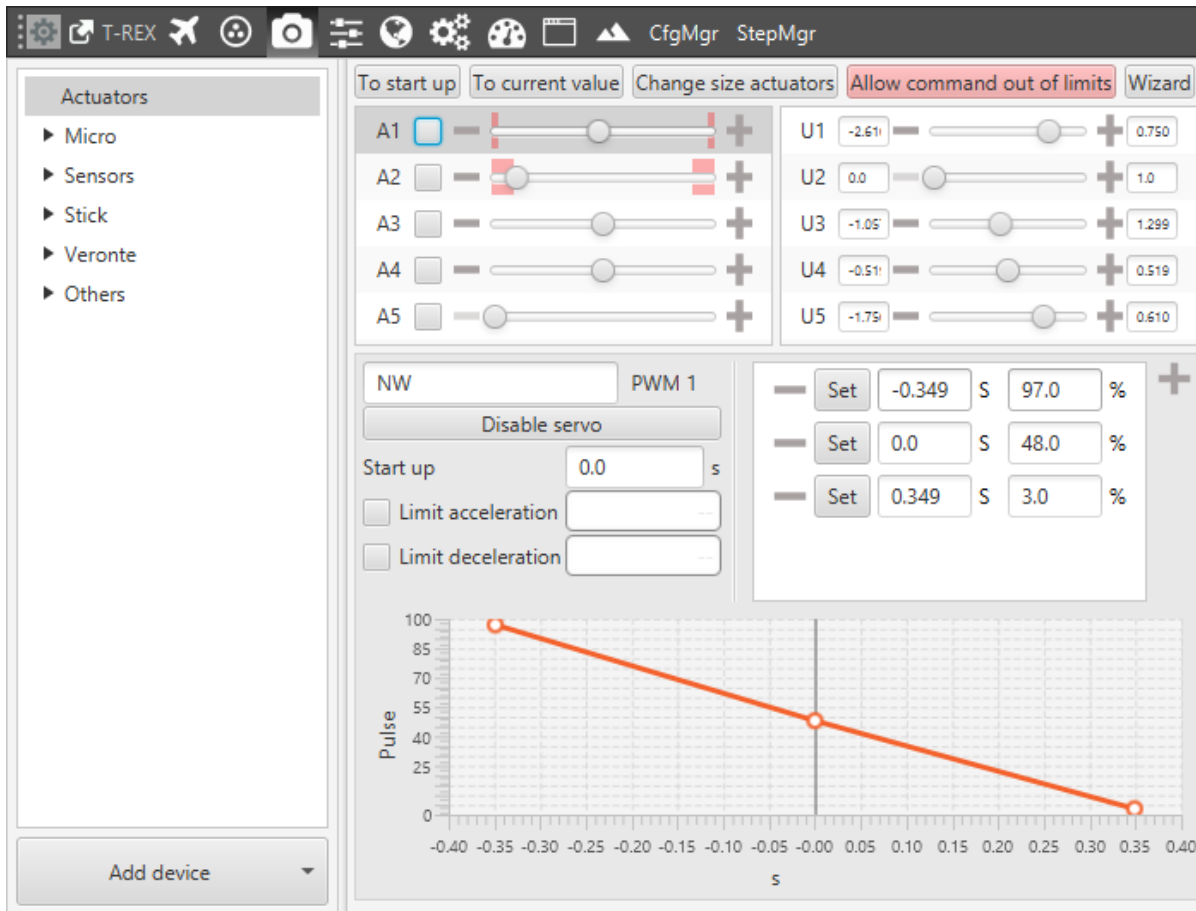 T-REX CfgMgr StepMgr
Actuators
Micro
Sensors
Stick
Veronte
Others
Add device
To start up To current value Change size actuators Allow command out of limits Wizard
A1
A2
A3
A4
A5
U1 0.750
U2 0.0 1.0
U3 1.299
U4 0.519
U5 0.610
NW PWM 1
Disable servo
Start up 0.0 s
Limit acceleration --
Limit deceleration --
Set -0.349 S 97.0 %
Set 0.0 S 48.0 %
Set 0.349 S 3.0 %
100
85
70
55
40
25
0
Pulse
-0.40 -0.35 -0.30 -0.25 -0.20 -0.15 -0.10 -0.05 -0.00 0.05 0.10 0.15 0.20 0.25 0.30 0.35 0.40
s